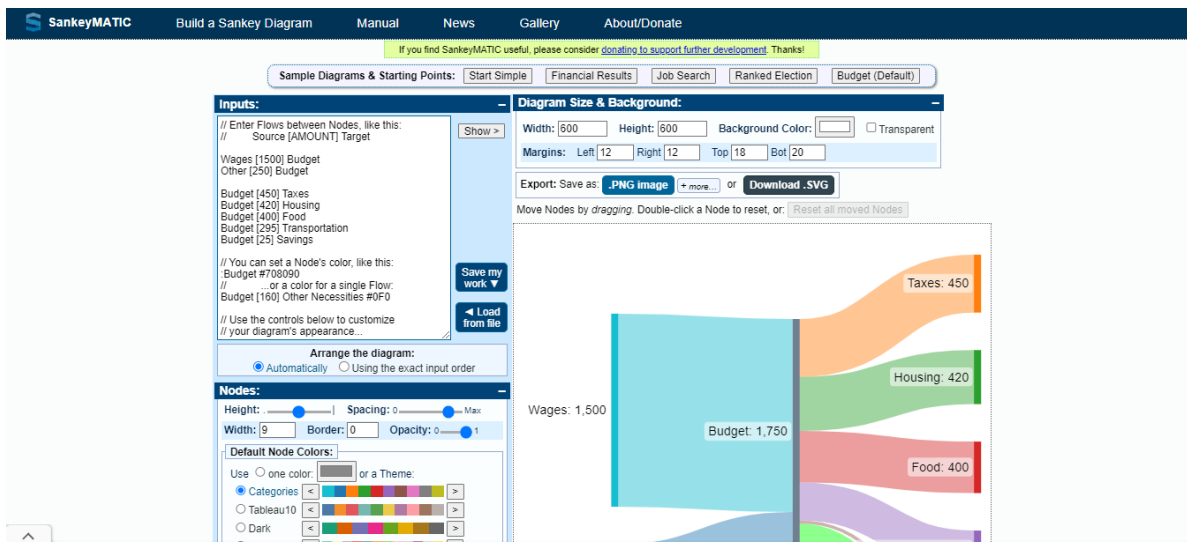 SankeyMATIC Build a Sankey Diagram Manual News Gallery About/Donate
If you find SankeyMATIC useful, please consider donating to support further development. Thanks!
Sample Diagrams & Starting Points: Start Simple Financial Results Job Search Ranked Election Budget (Default)
Inputs: –
// Enter Flows between Nodes, like this:
// Source [AMOUNT] Target
Wages [1500] Budget
Other [250] Budget
Budget [450] Taxes
Budget [420] Housing
Budget [400] Food
Budget [295] Transportation
Budget [25] Savings
// You can set a Node's color, like this:
:Budget #708090
// ...or a color for a single Flow:
Budget [160] Other Necessities #0F0
// Use the controls below to customize
// your diagram's appearance...
Show >
Save my
work ▼
◄ Load
from file
Arrange the diagram:
Automatically Using the exact input order
Nodes: –
Height: . | Spacing: 0 Max
Width: 9 Border: 0 Opacity: 0 1
Default Node Colors:
Use one color: or a Theme:
Categories < >
Tableau10 < >
Dark < >
Diagram Size & Background: –
Width: 600 Height: 600 Background Color: Transparent
Margins: Left 12 Right 12 Top 18 Bot 20
Export: Save as: .PNG image + more... or Download .SVG
Move Nodes by dragging. Double-click a Node to reset, or: Reset all moved Nodes
Taxes: 450
Housing: 420
Wages: 1,500
Budget: 1,750
Food: 400